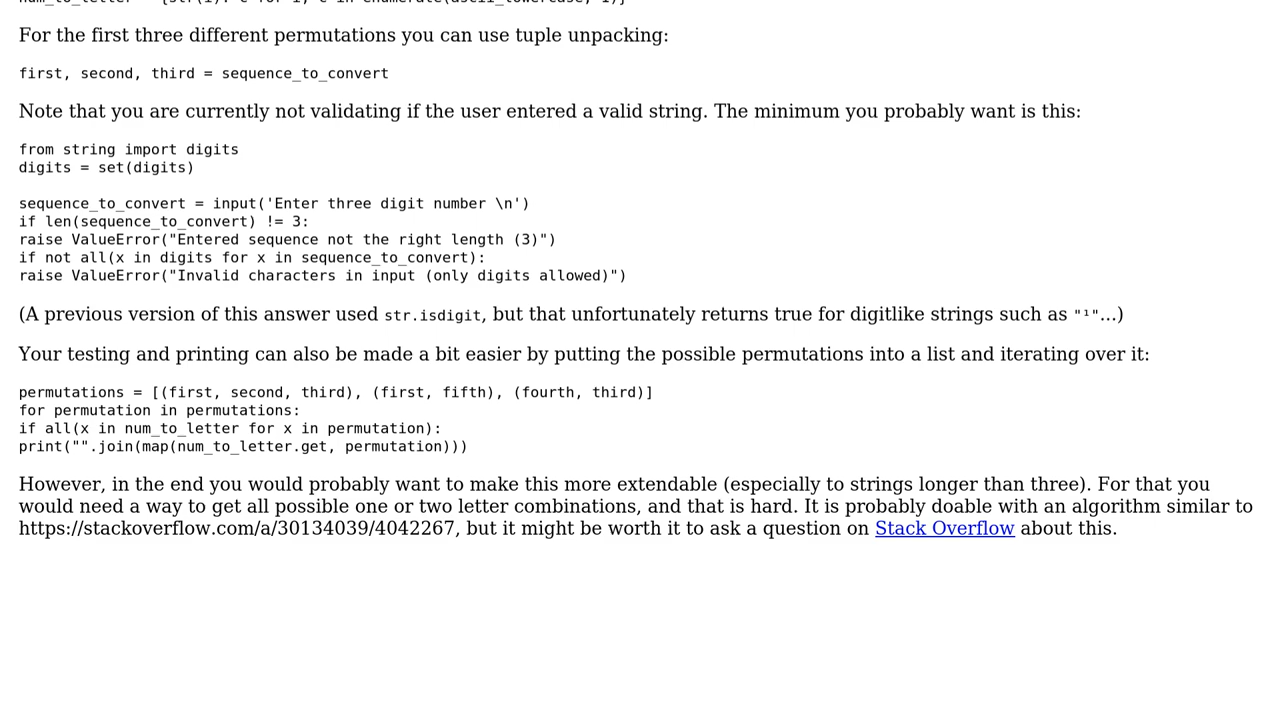 For the first three different permutations you can use tuple unpacking:
first, second, third = sequence_to_convert
Note that you are currently not validating if the user entered a valid string. The minimum you probably want is this:
from string import digits
digits = set(digits)
sequence_to_convert = input('Enter three digit number \n')
if len(sequence_to_convert) != 3:
raise ValueError("Entered sequence not the right length (3)")
if not all(x in digits for x in sequence_to_convert):
raise ValueError("Invalid characters in input (only digits allowed)")
(A previous version of this answer used str.isdigit, but that unfortunately returns true for digitlike strings such as "¹"...)
Your testing and printing can also be made a bit easier by putting the possible permutations into a list and iterating over it:
permutations = [(first, second, third), (first, fifth), (fourth, third)]
for permutation in permutations:
if all(x in num_to_letter for x in permutation):
print("".join(map(num_to_letter.get, permutation)))
However, in the end you would probably want to make this more extendable (especially to strings longer than three). For that you
would need a way to get all possible one or two letter combinations, and that is hard. It is probably doable with an algorithm similar to
https://stackoverflow.com/a/30134039/4042267, but it might be worth it to ask a question on Stack Overflow about this.